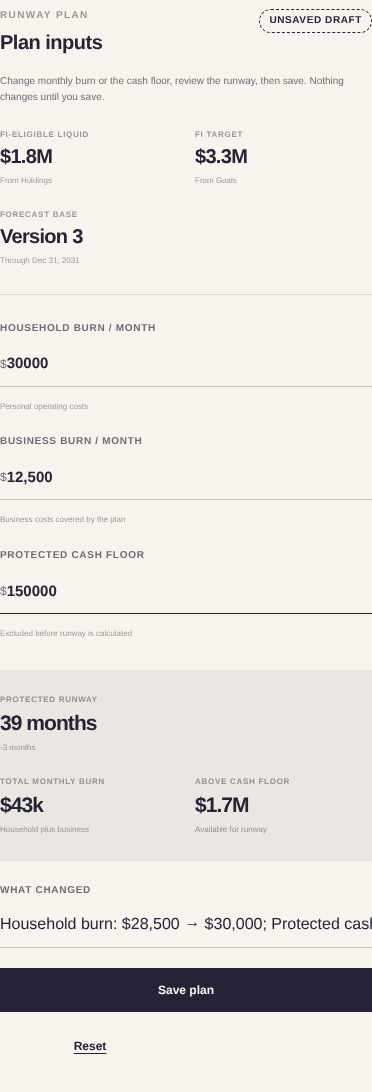 RUNWAY PLAN
UNSAVED DRAFT
Plan inputs
Change monthly burn or the cash floor, review the runway, then save. Nothing
changes until you save.
FI-ELIGIBLE LIQUID
$1.8M
From Holdings
FI TARGET
$3.3M
From Goals
FORECAST BASE
Version 3
Through Dec 31, 2031
HOUSEHOLD BURN / MONTH
$30000
Personal operating costs
BUSINESS BURN / MONTH
$12,500
Business costs covered by the plan
PROTECTED CASH FLOOR
$150000
Excluded before runway is calculated
PROTECTED RUNWAY
39 months
-3 months
TOTAL MONTHLY BURN
$43k
Household plus business
ABOVE CASH FLOOR
$1.7M
Available for runway
WHAT CHANGED
Household burn: $28,500 → $30,000; Protected cas
Save plan
Reset